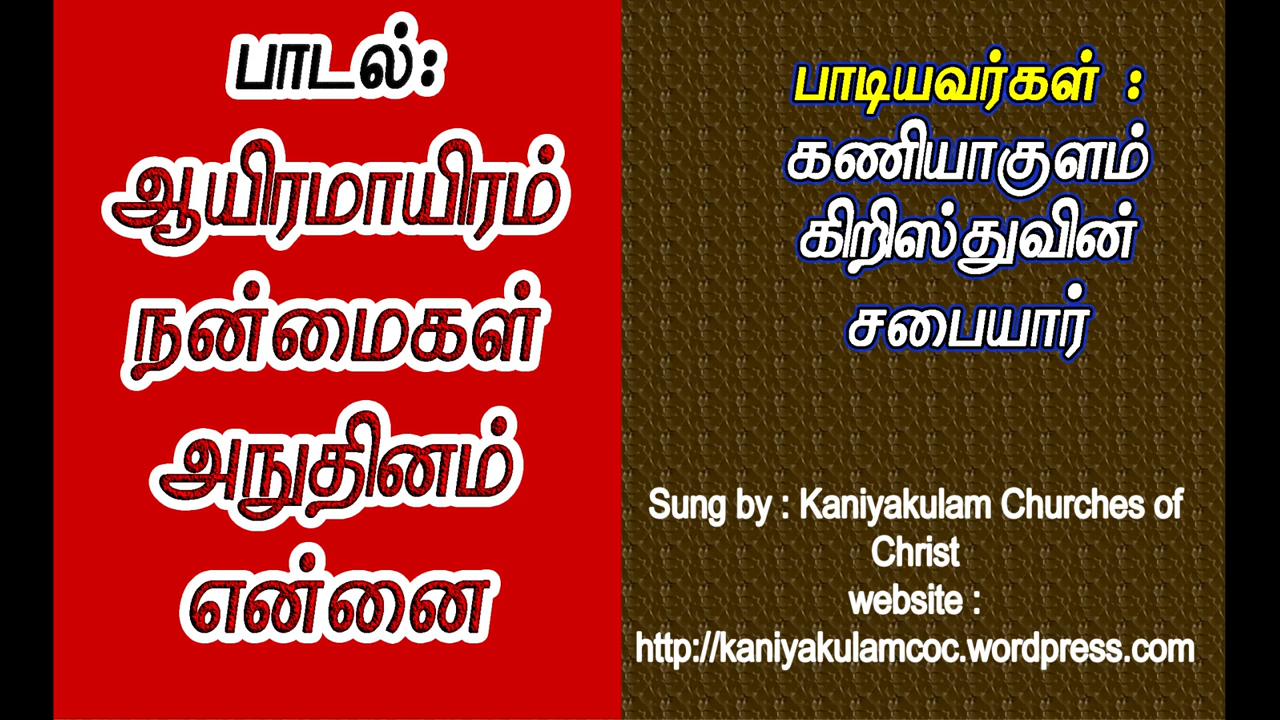 பாடல்:
ஆயிரமாயிரம்
நன்மைகள்
அநுதினம்
என்னை
பாடியவர்கள் :
கணியாகுளம்
கிறிஸ்துவின்
சபையார்
Sung by : Kaniyakulam Churches of
Christ
website :
http://kaniyakulamcoc.wordpress.com